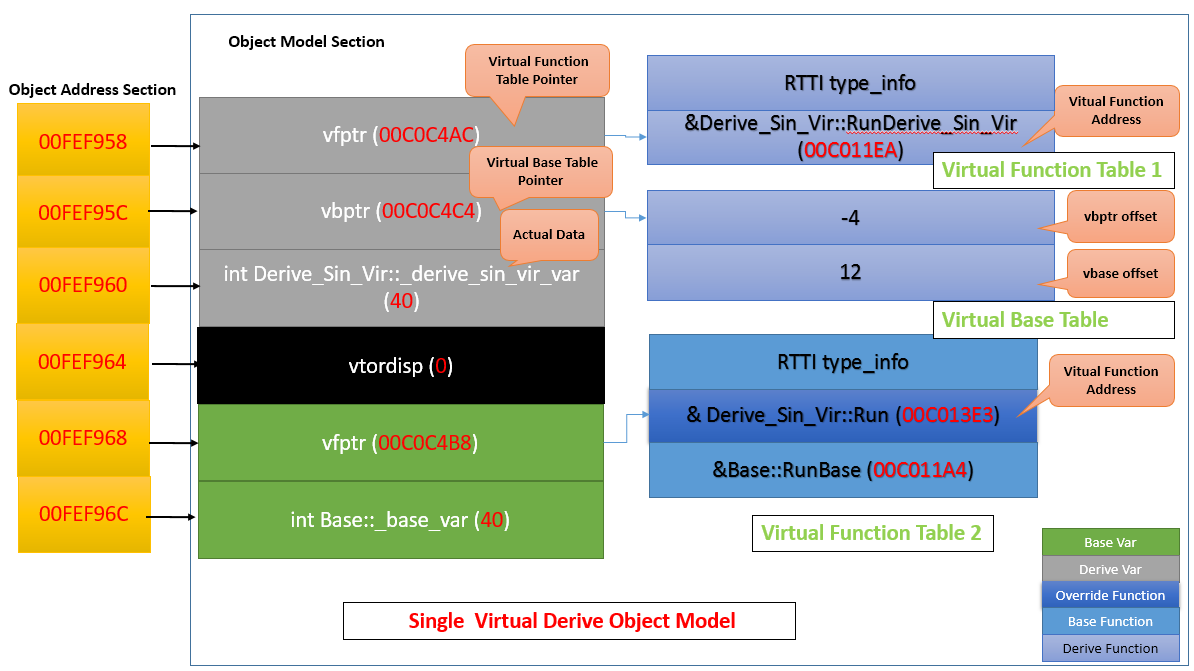 Object Model Section
Object Address Section
00FEF958
00FEF95C
00FEF960
00FEF964
00FEF968
00FEF96C
vfptr (00C0C4AC)
vbptr (00C0C4C4)
int Derive_Sin_Vir::_derive_sin_vir_var
(40)
vtordisp (0)
vfptr (00C0C4B8)
int Base::_base_var (40)
Virtual Function
Table Pointer
Virtual Base Table
Pointer
Actual Data
RTTI type_info
&Derive_Sin_Vir::RunDerive_Sin_Vir
(00C011EA)
Vitual Function
Address
Virtual Function Table 1
-4
vbptr offset
12
vbase offset
Virtual Base Table
RTTI type_info
& Derive_Sin_Vir::Run (00C013E3)
&Base::RunBase (00C011A4)
Vitual Function
Address
Virtual Function Table 2
Single  Virtual Derive Object Model
Base Var
Derive Var
Override Function
Base Function
Derive Function